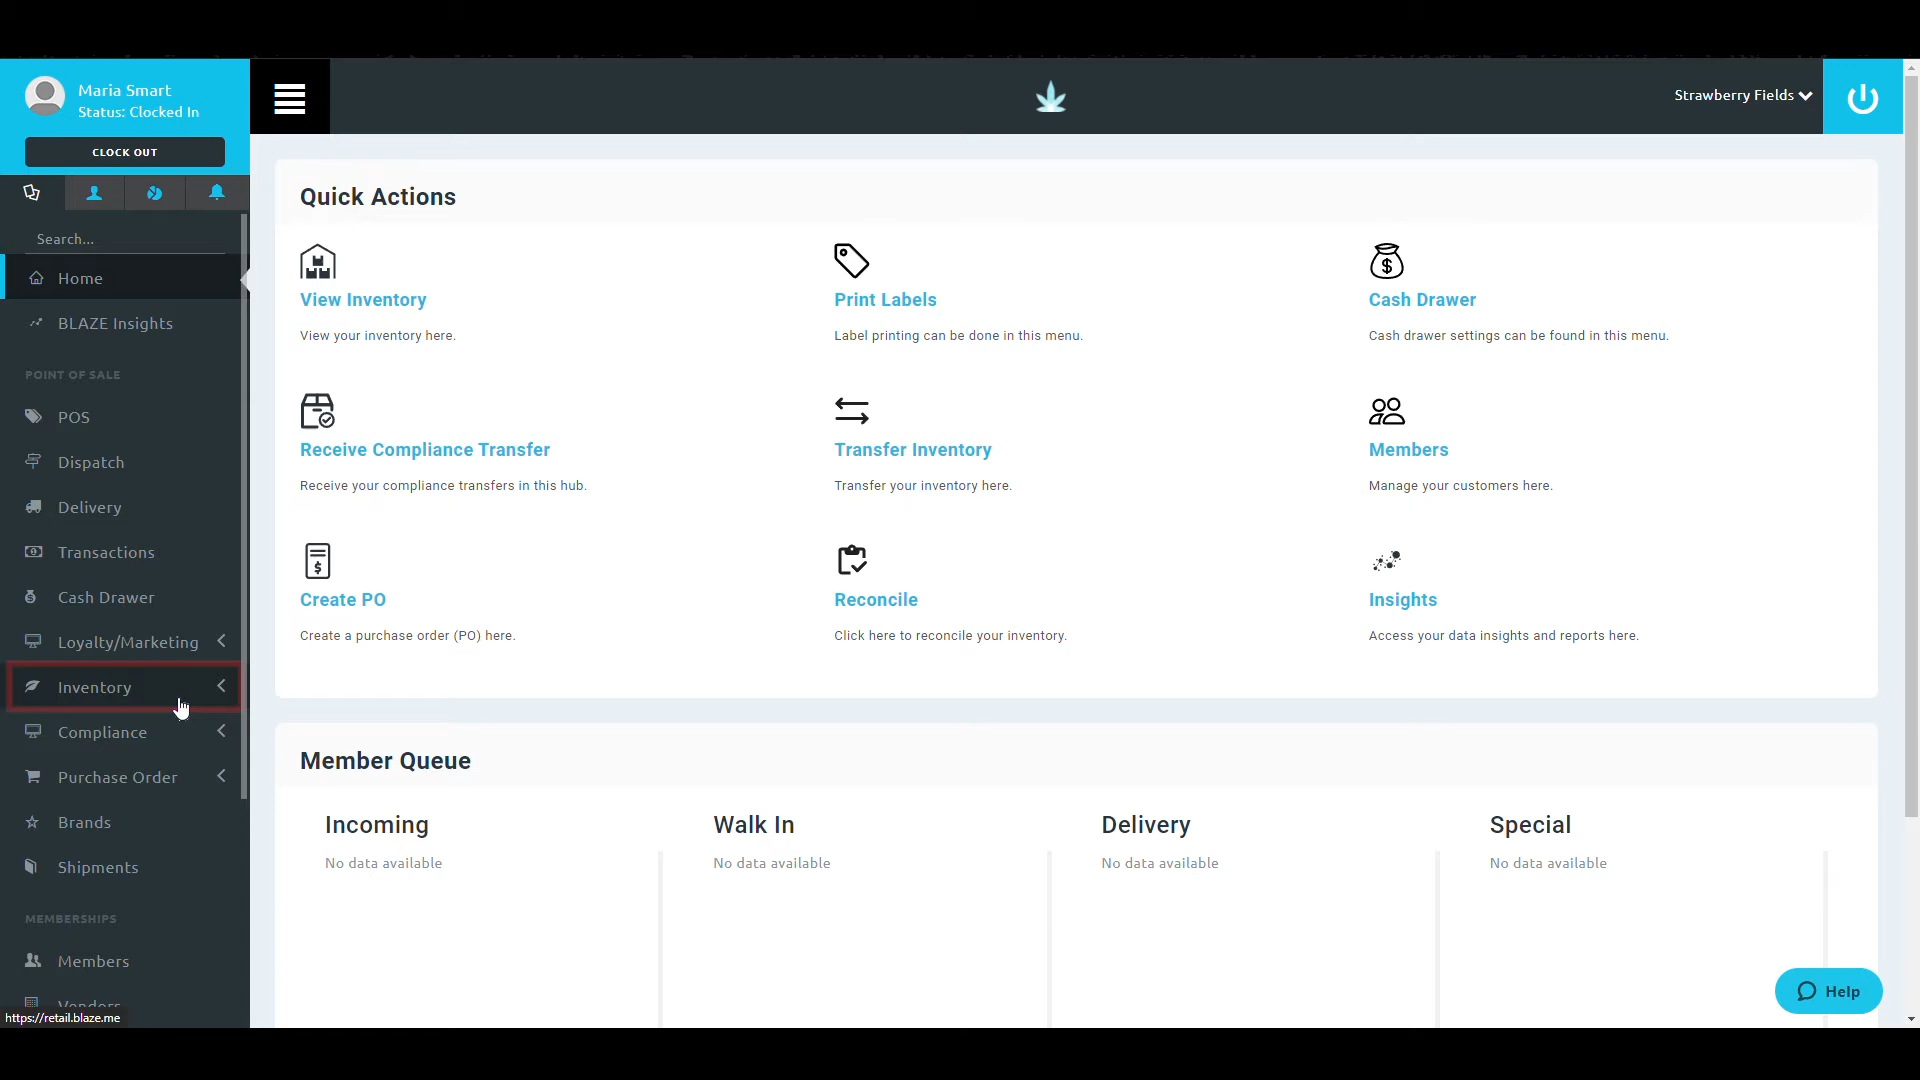 Maria Smart
Status: Clocked In
CLOCK OUT
Search...
Home
BLAZE Insights
POINT OF SALE
POS
Dispatch
Delivery
Transactions
Cash Drawer
Loyalty/Marketing
Inventory
Compliance
Purchase Order
Brands
Shipments
MEMBERSHIPS
Members
Vendors
https://retail.blaze.me
Strawberry Fields
Quick Actions
View Inventory
View your inventory here.
Print Labels
Label printing can be done in this menu.
Cash Drawer
Cash drawer settings can be found in this menu.
Receive Compliance Transfer
Receive your compliance transfers in this hub.
Transfer Inventory
Transfer your inventory here.
Members
Manage your customers here.
Create PO
Create a purchase order (PO) here.
Reconcile
Click here to reconcile your inventory.
Insights
Access your data insights and reports here.
Member Queue
Incoming
No data available
Walk In
No data available
Delivery
No data available
Special
No data available
Help